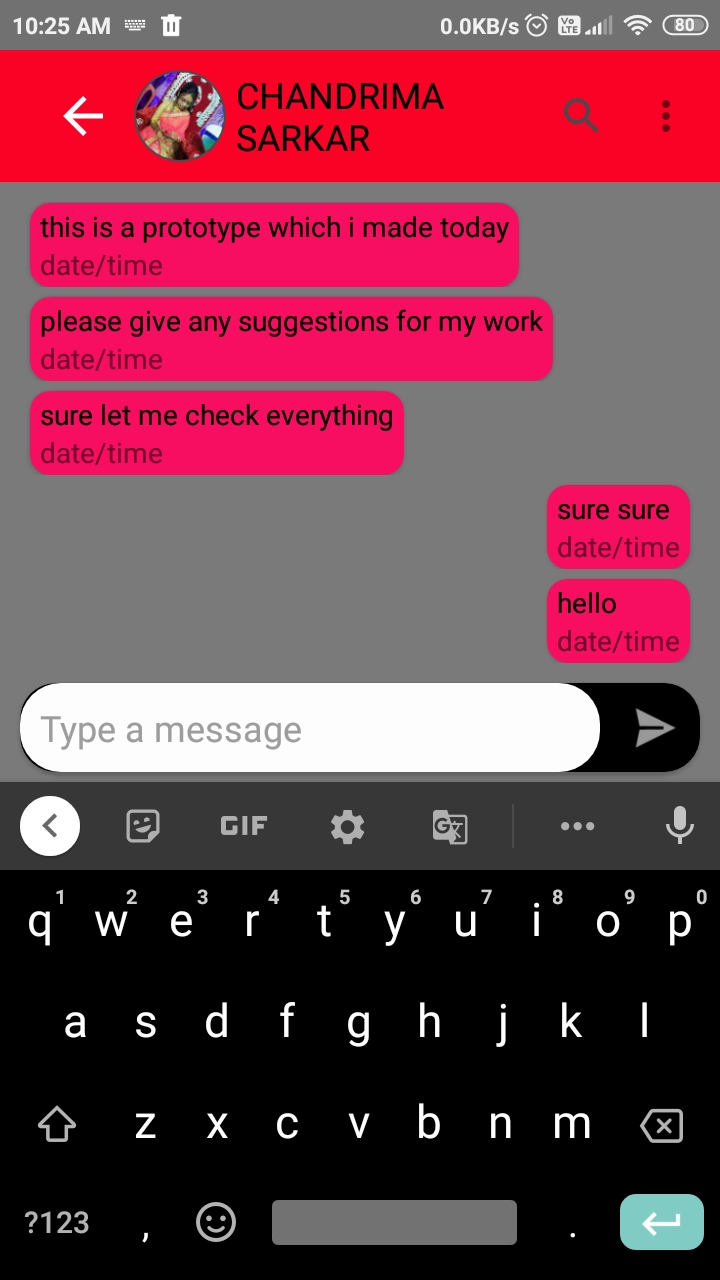 10:25 AM 0.0KB/s Vo LTE 80
CHANDRIMA
SARKAR
this is a prototype which i made today
date/time
please give any suggestions for my work
date/time
sure let me check everything
date/time
sure sure
date/time
hello
date/time
Type a message
GIF G
1 2 3 4 5 6 7 8 9 0
q w e r t y u i o p
a s d f g h j k l
z x c v b n m
?123 , .